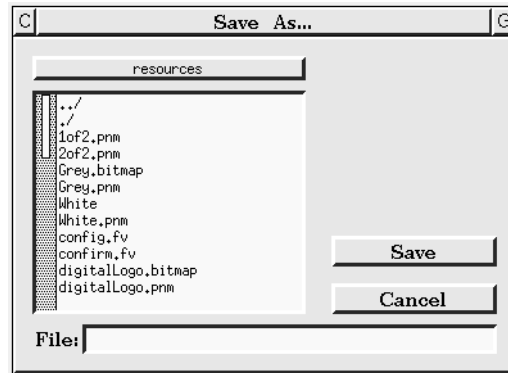 C Save As... G
resources
../
./
1of2.pnm
2of2.pnm
Grey.bitmap
Grey.pnm
White
White.pnm
config.fv
confirm.fv
digitalLogo.bitmap
digitalLogo.pnm
Save
Cancel
File: